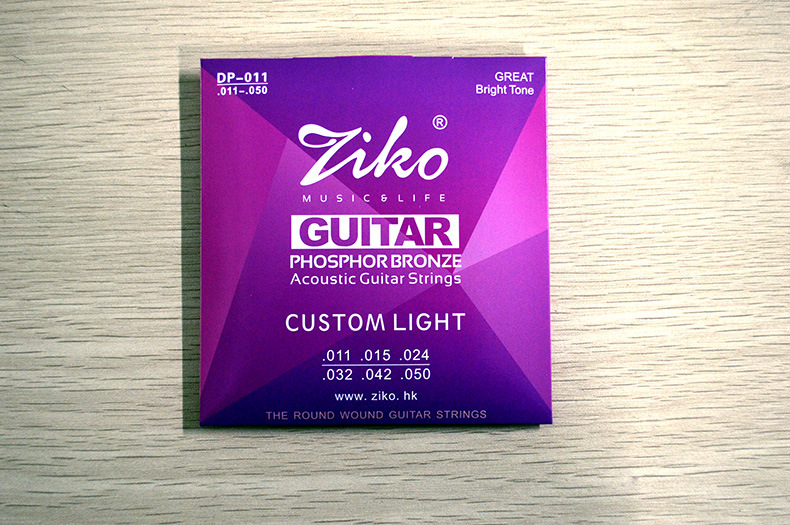 DP-011
.011-.050
GREAT
Bright Tone
Ziko ®
MUSIC & LIFE
GUITAR
PHOSPHOR BRONZE
Acoustic Guitar Strings
CUSTOM LIGHT
.011 .015 .024
.032 .042 .050
www.ziko.hk
THE ROUND WOUND GUITAR STRINGS